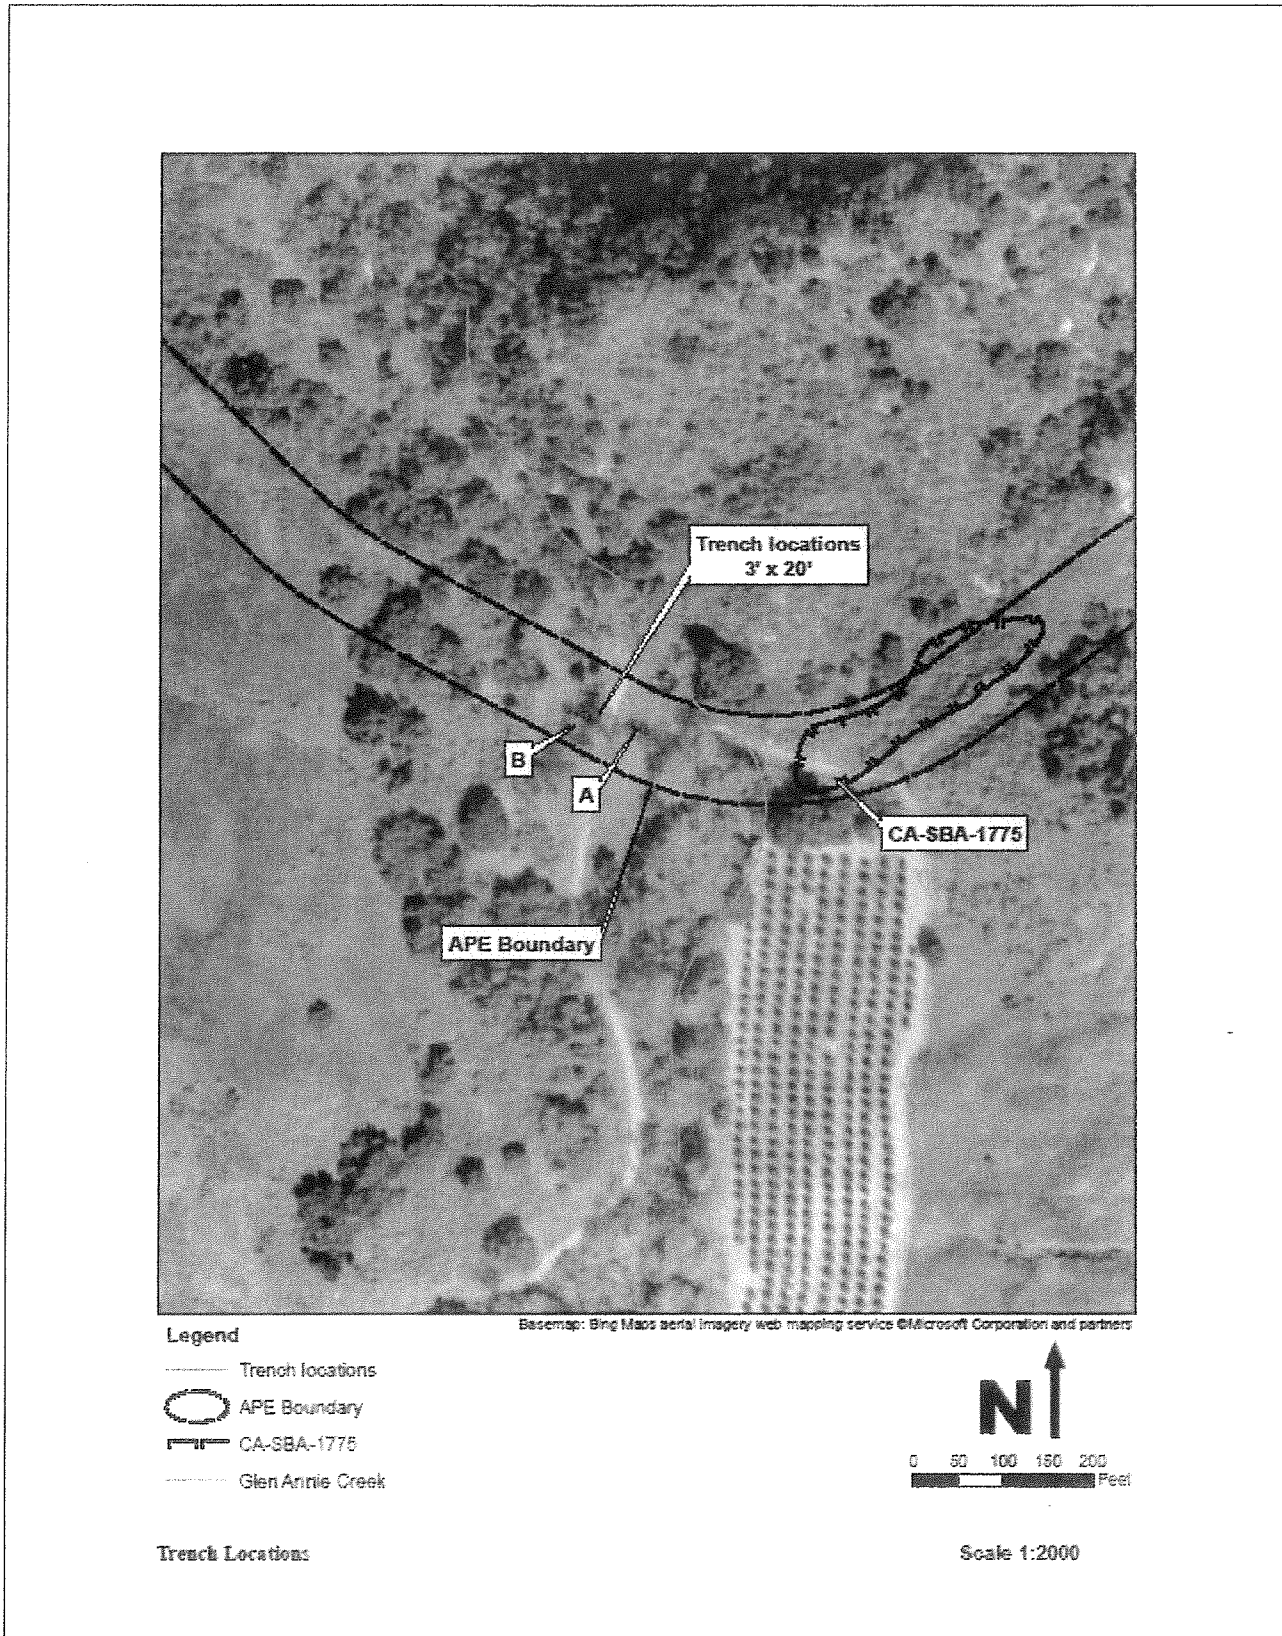 Trench locations
3' x 20'
B
A
CA-SBA-1775
APE Boundary
Basemap: Bing Maps aerial imagery web mapping service ©Microsoft Corporation and partners
Legend
Trench locations
APE Boundary
CA-SBA-1775
Glen Annie Creek
N
0 50 100 150 200
Feet
Trench Locations
Scale 1:2000